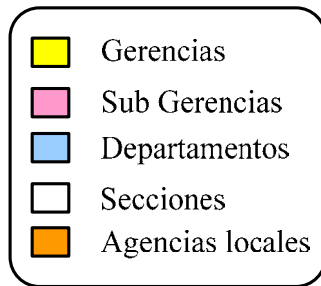 Gerencias
Sub Gerencias
Departamentos
Secciones
Agencias locales